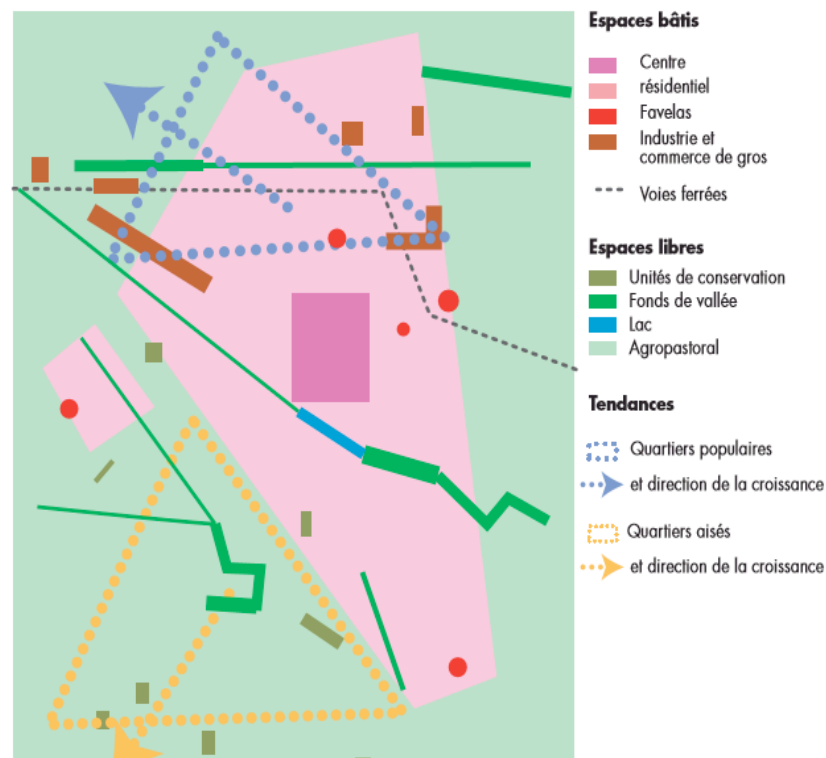 Espaces bâtis
Centre
résidentiel
Favelas
Industrie et
commerce de gros
Voies ferrées
Espaces libres
Unités de conservation
Fonds de vallée
Lac
Agropastoral
Tendances
Quartiers populaires
et direction de la croissance
Quartiers aisés
et direction de la croissance